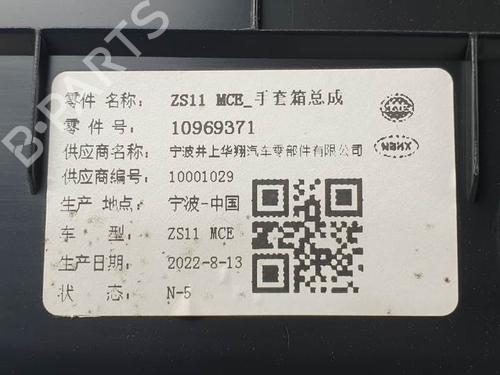 零件 名称: ZS11 MCE_手套箱总成
零 件 号: 10969371
供应商名称: 宁波井上华翔汽车零部件有限公司
供应商编号: 10001029
生产 地点: 宁波-中国
车 型: ZS11 MCE
生产日期: 2022-8-13
状 态: N-5
B-PARTS